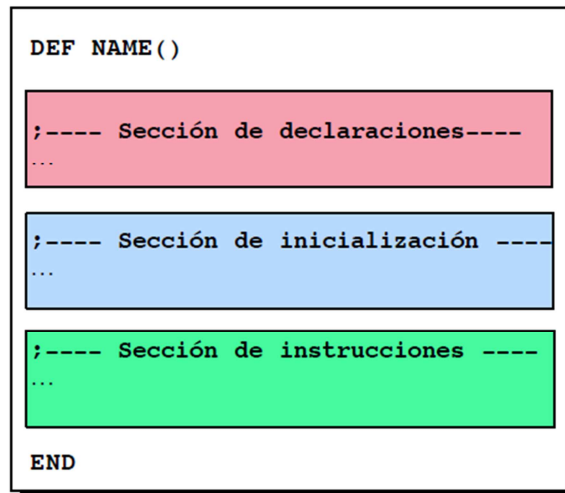 DEF NAME()
;---- Sección de declaraciones----
...
;---- Sección de inicialización ----
...
;---- Sección de instrucciones ----
...
END